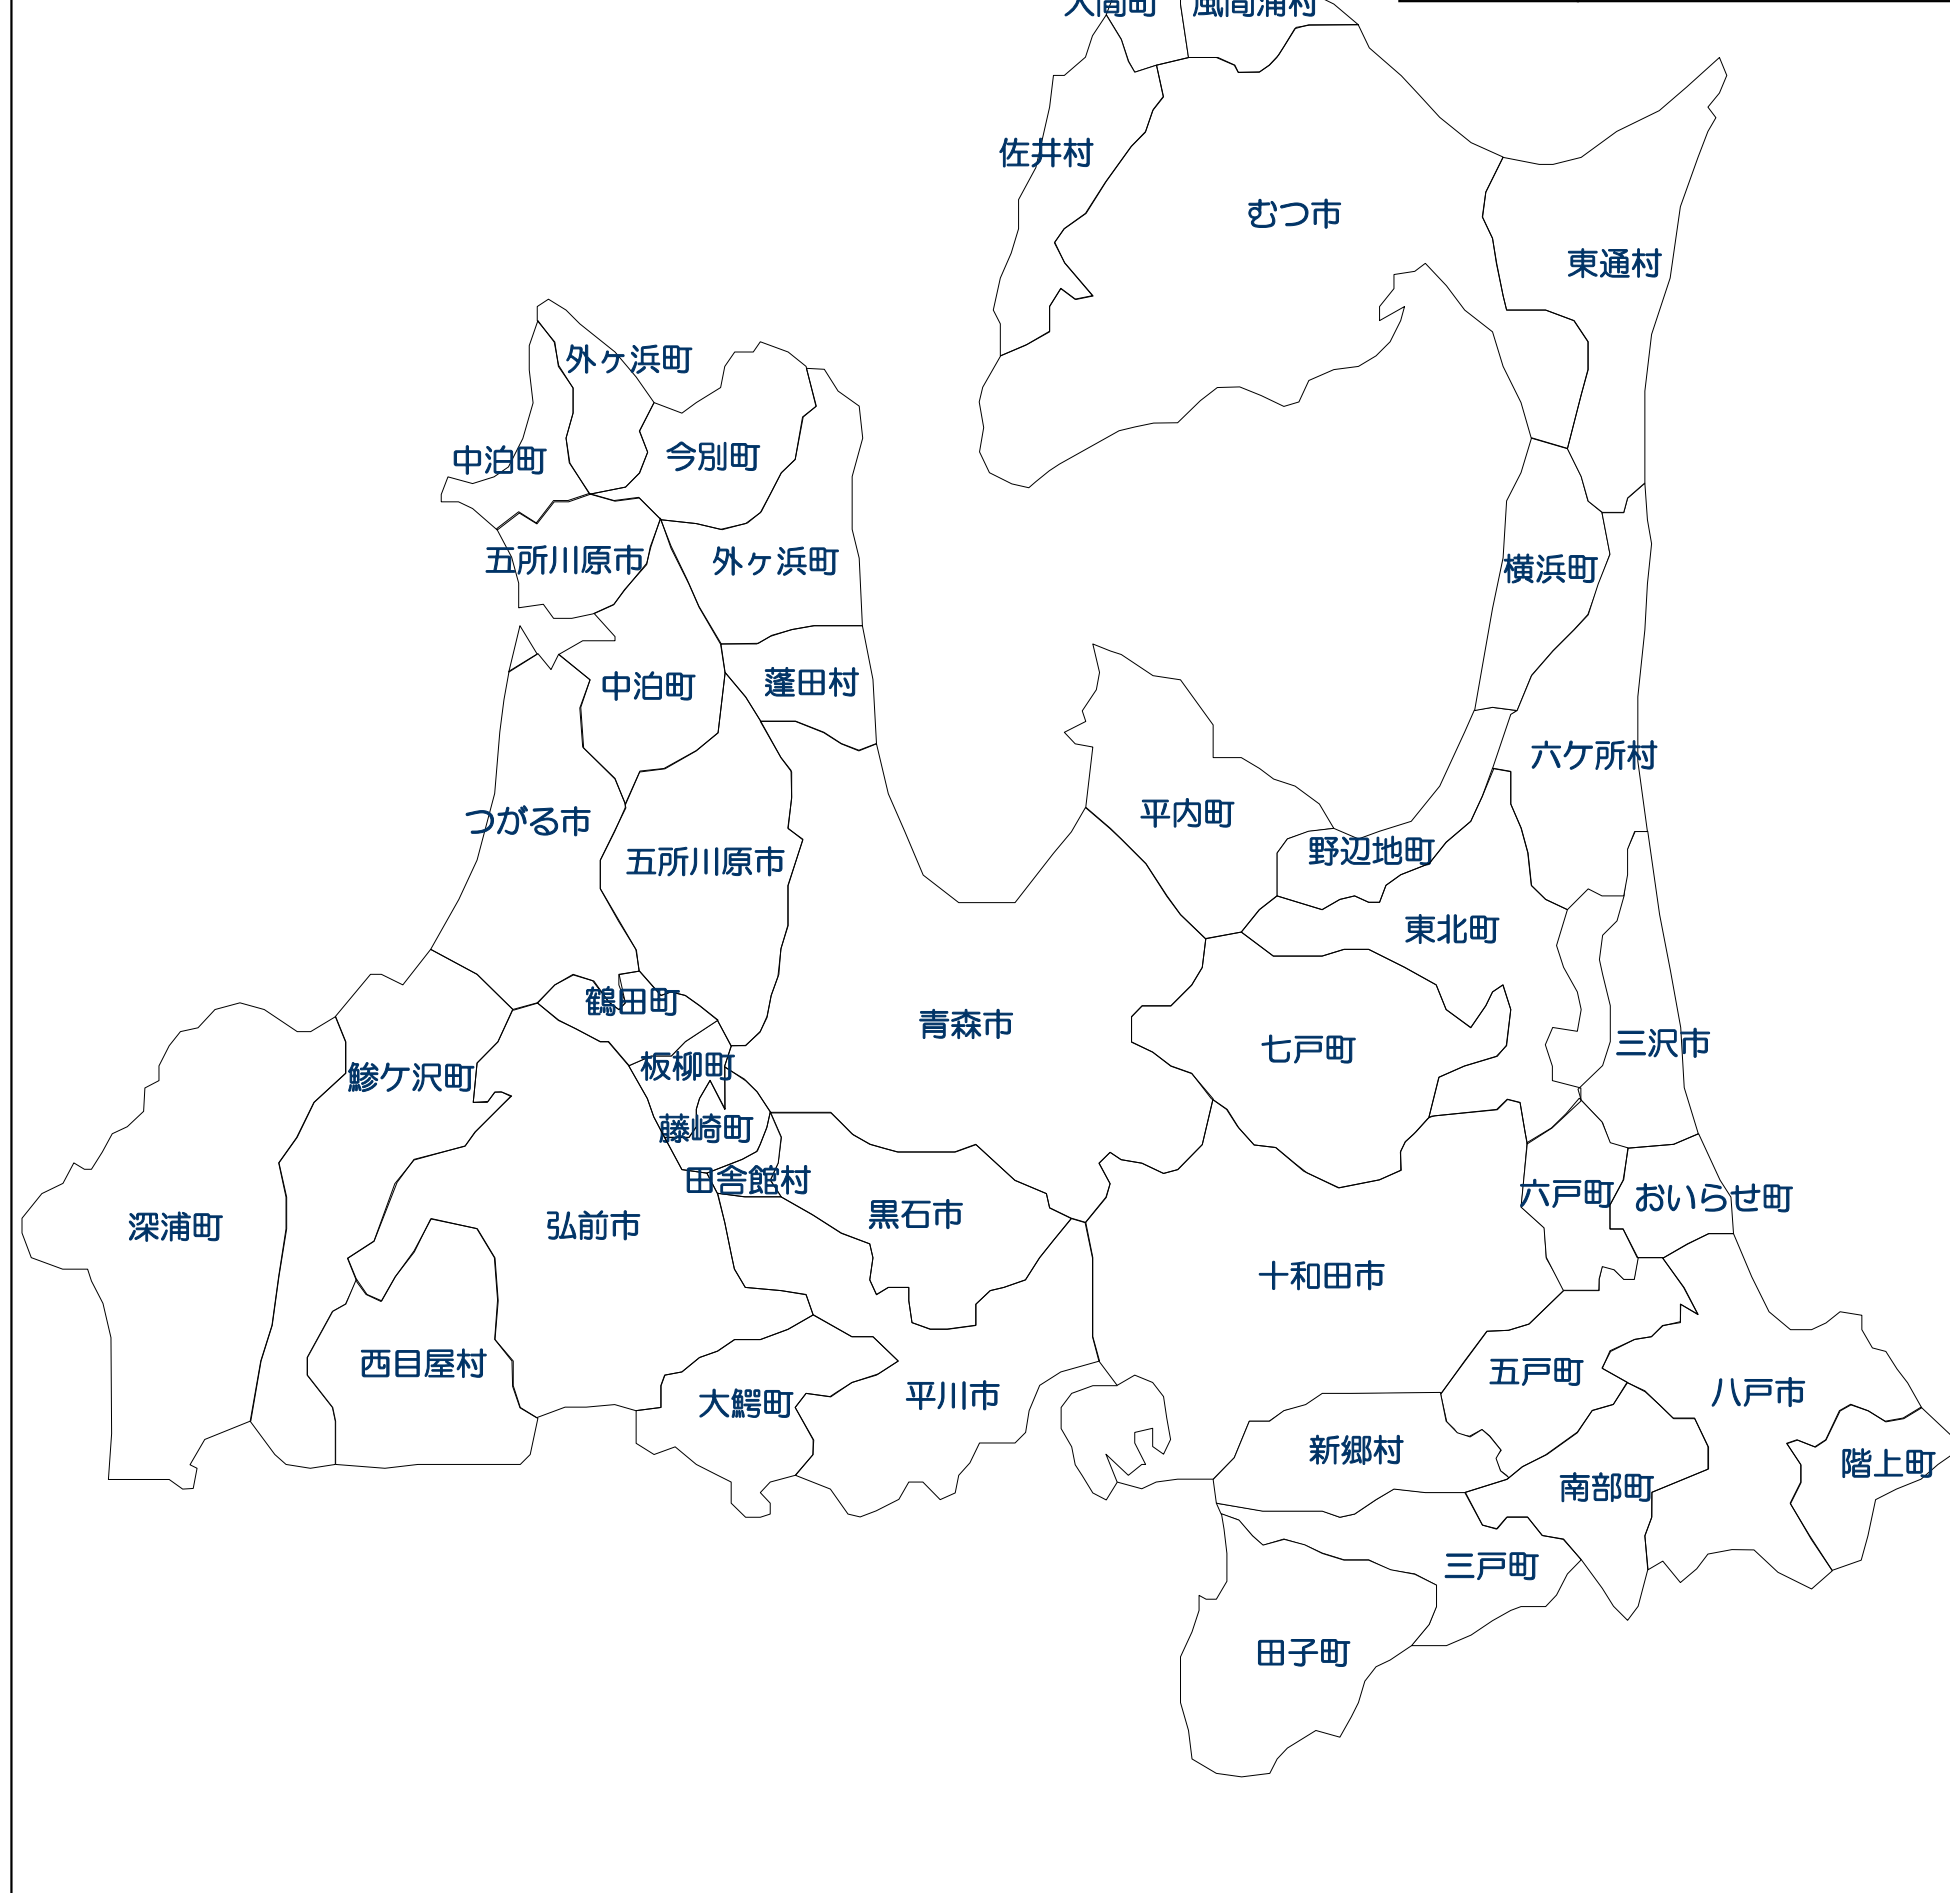 大間町
風間浦村
佐井村
むつ市
東通村
外ヶ浜町
中泊町
今別町
五所川原市
外ヶ浜町
横浜町
中泊町
蓬田村
六ケ所村
つがる市
平内町
野辺地町
五所川原市
東北町
鶴田町
青森市
七戸町
三沢市
板柳町
鰺ケ沢町
藤崎町
田舎館村
六戸町
おいらせ町
黒石市
深浦町
弘前市
十和田市
西目屋村
五戸町
八戸市
大鰐町
平川市
新郷村
階上町
南部町
三戸町
田子町